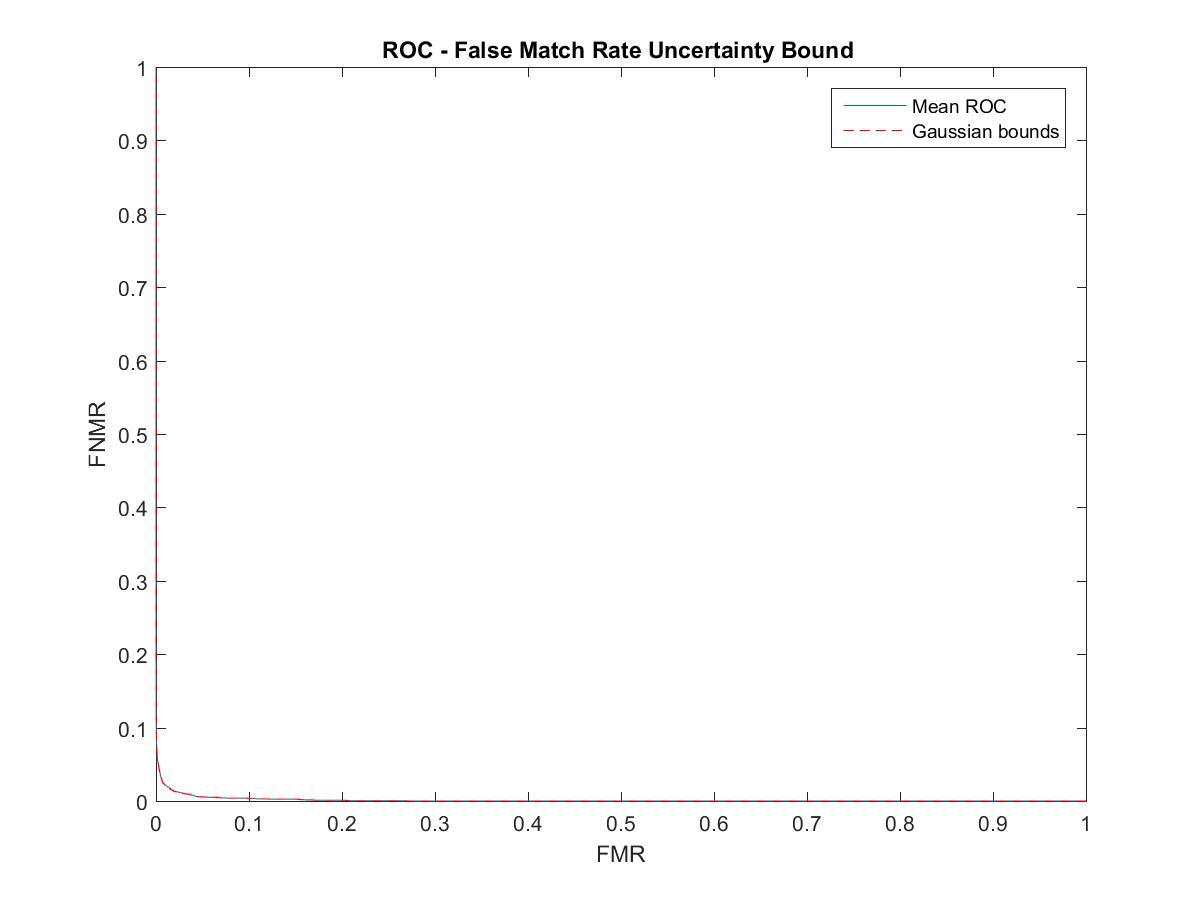 ROC - False Match Rate Uncertainty Bound
Mean ROC
Gaussian bounds
1
0.9
0.8
0.7
0.6
0.5
0.4
0.3
0.2
0.1
0
FNMR
0 0.1 0.2 0.3 0.4 0.5 0.6 0.7 0.8 0.9 1
FMR